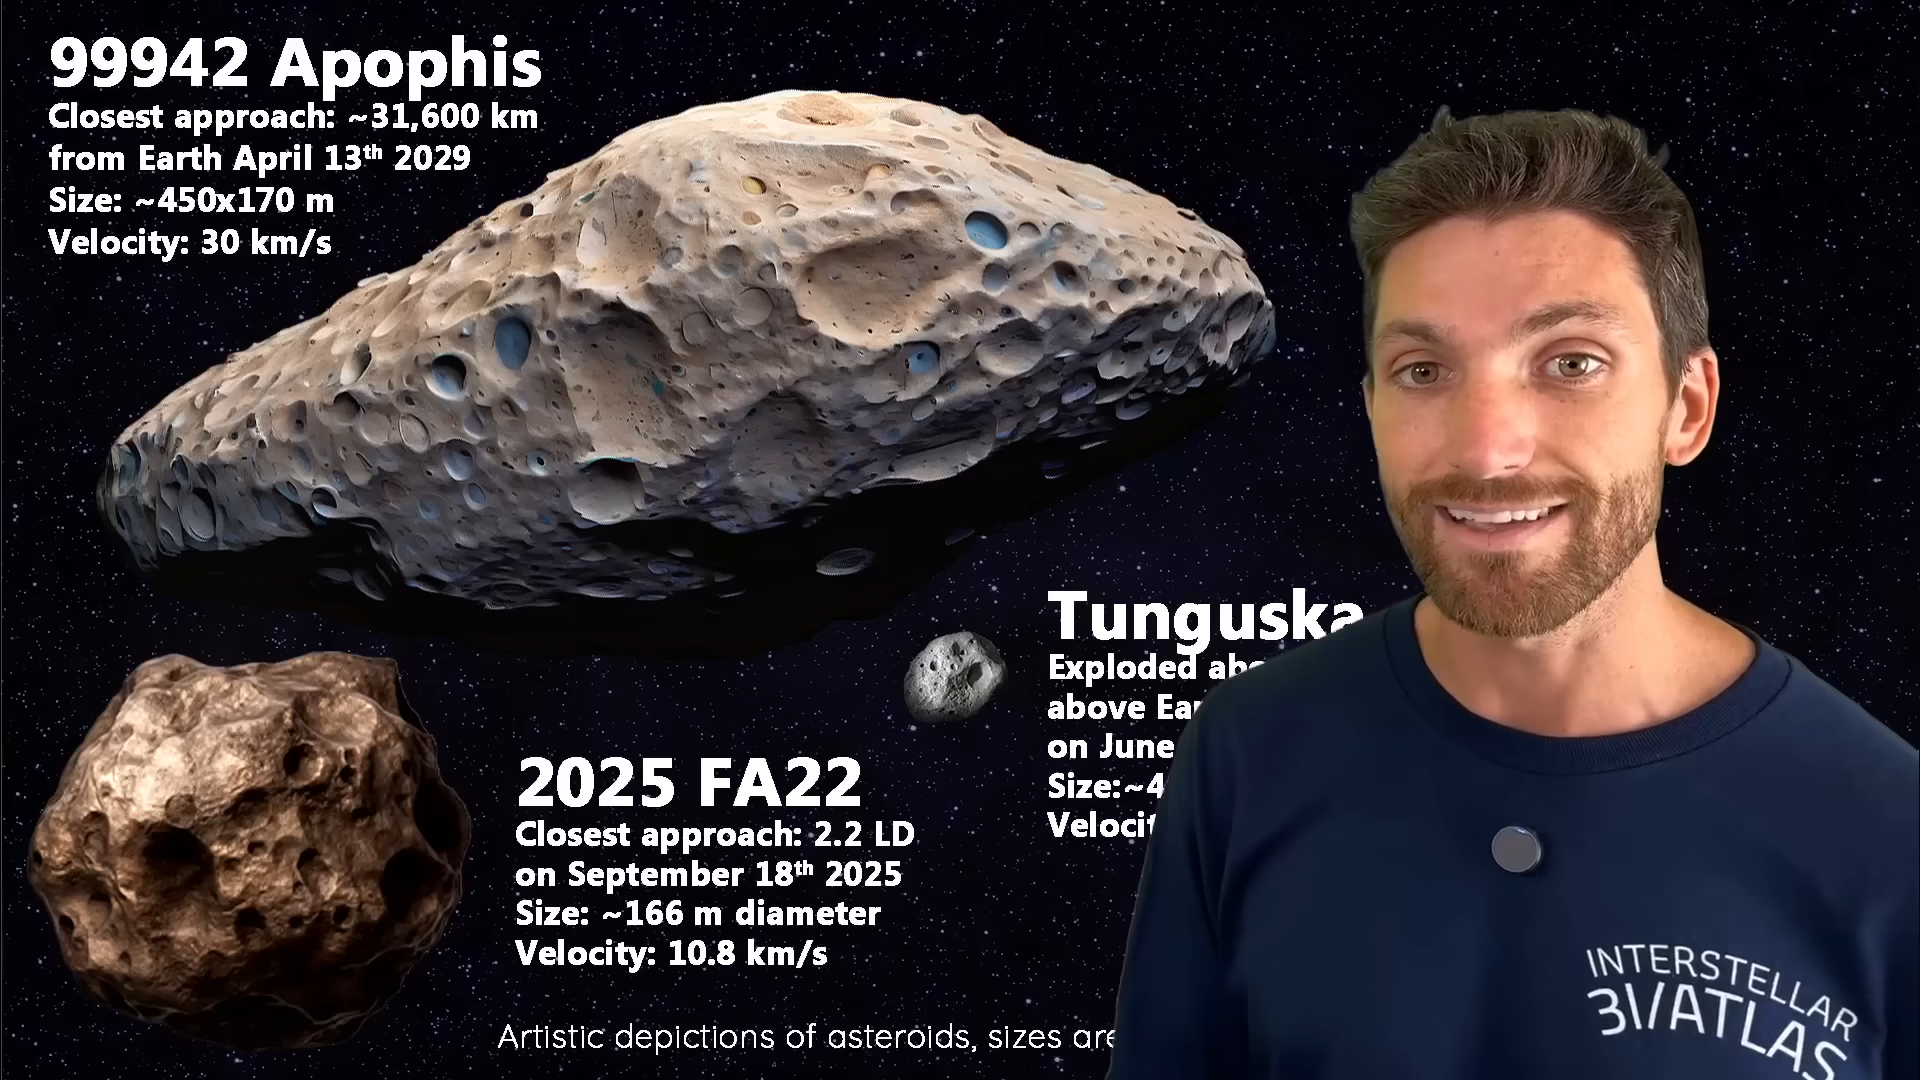 99942 Apophis
Closest approach: ~31,600 km
from Earth April 13th 2029
Size: ~450x170 m
Velocity: 30 km/s
Tunguska
Exploded
above
on June
Size:~4
2025 FA22
Closest approach: 2.2 LD
on September 18th 2025
Size: ~166 m diameter
Velocity: 10.8 km/s
Artistic depictions of asteroids, sizes are
INTERSTELLAR
3I/ATLAS